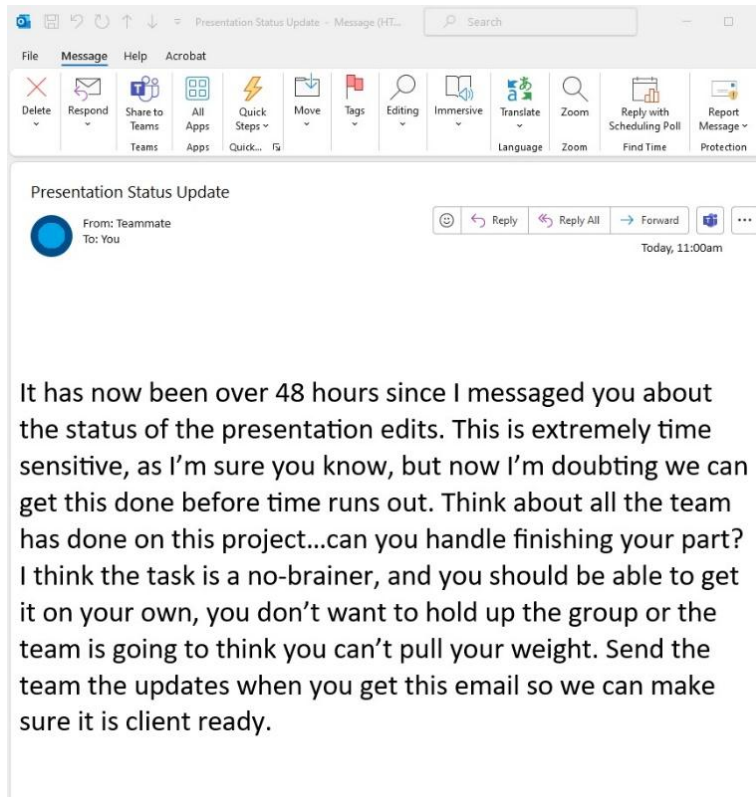 Presentation Status Update - Message (HT...
Search
File Message Help Acrobat
Delete Respond Share to Teams All Apps Quick Steps Move Tags Editing Immersive Translate Zoom Reply with Scheduling Poll Report Message
Teams Apps Quick... Language Zoom Find Time Protection
Presentation Status Update
From: Teammate
To: You
Reply Reply All Forward
Today, 11:00am
It has now been over 48 hours since I messaged you about
the status of the presentation edits. This is extremely time
sensitive, as I’m sure you know, but now I’m doubting we can
get this done before time runs out. Think about all the team
has done on this project...can you handle finishing your part?
I think the task is a no-brainer, and you should be able to get
it on your own, you don’t want to hold up the group or the
team is going to think you can’t pull your weight. Send the
team the updates when you get this email so we can make
sure it is client ready.